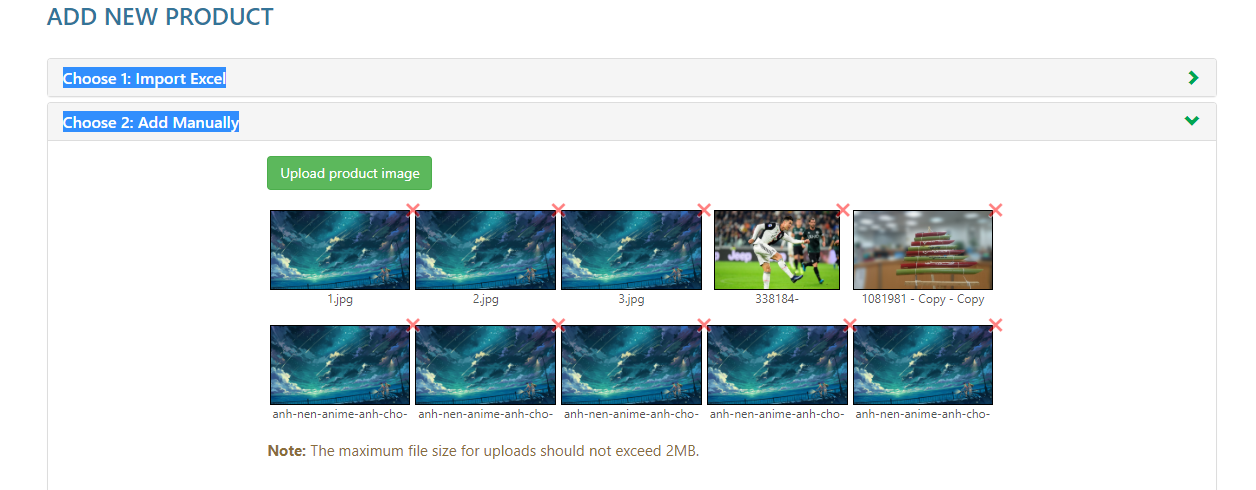 ADD NEW PRODUCT
Choose 1: Import Excel
Choose 2: Add Manually
Upload product image
Jeep
1.jpg
2.jpg
3.jpg
338184-
1081981 - Copy - Copy
anh-nen-anime-anh-cho-
anh-nen-anime-anh-cho-
anh-nen-anime-anh-cho-
anh-nen-anime-anh-cho-
anh-nen-anime-anh-cho-
Note: The maximum file size for uploads should not exceed 2MB.